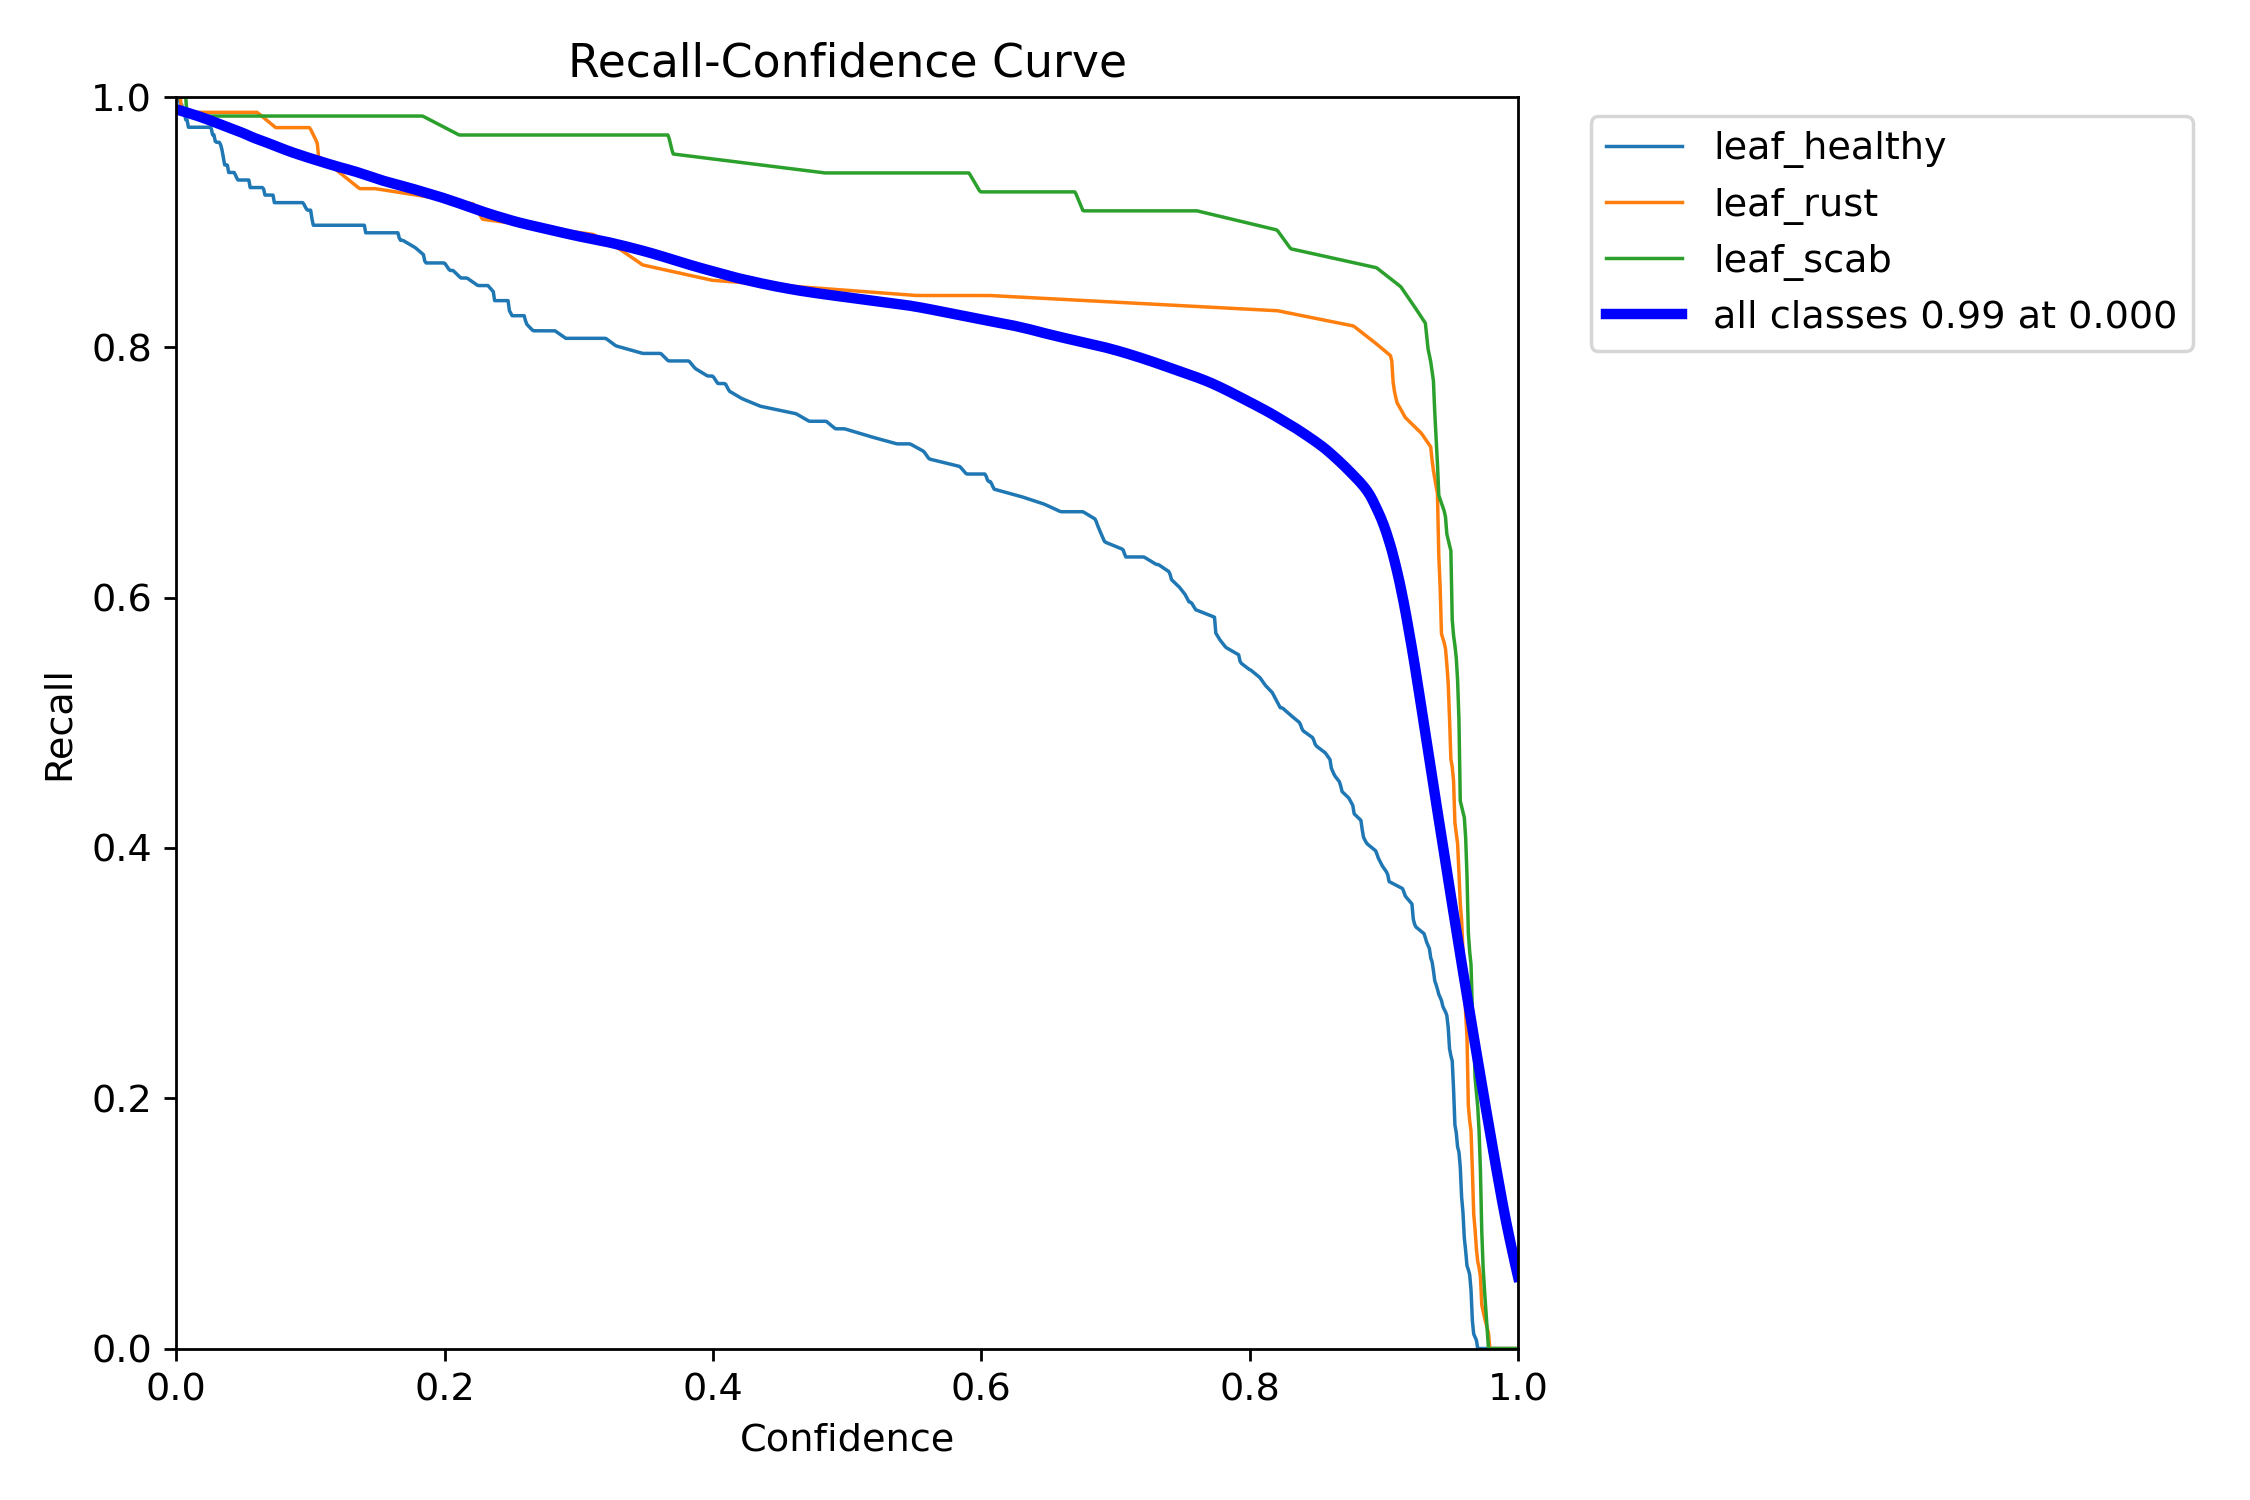 Recall-Confidence Curve
1.0
0.8
0.6
0.4
0.2
0.0
Recall
0.0 0.2 0.4 0.6 0.8 1.0
Confidence
leaf_healthy
leaf_rust
leaf_scab
all classes 0.99 at 0.000